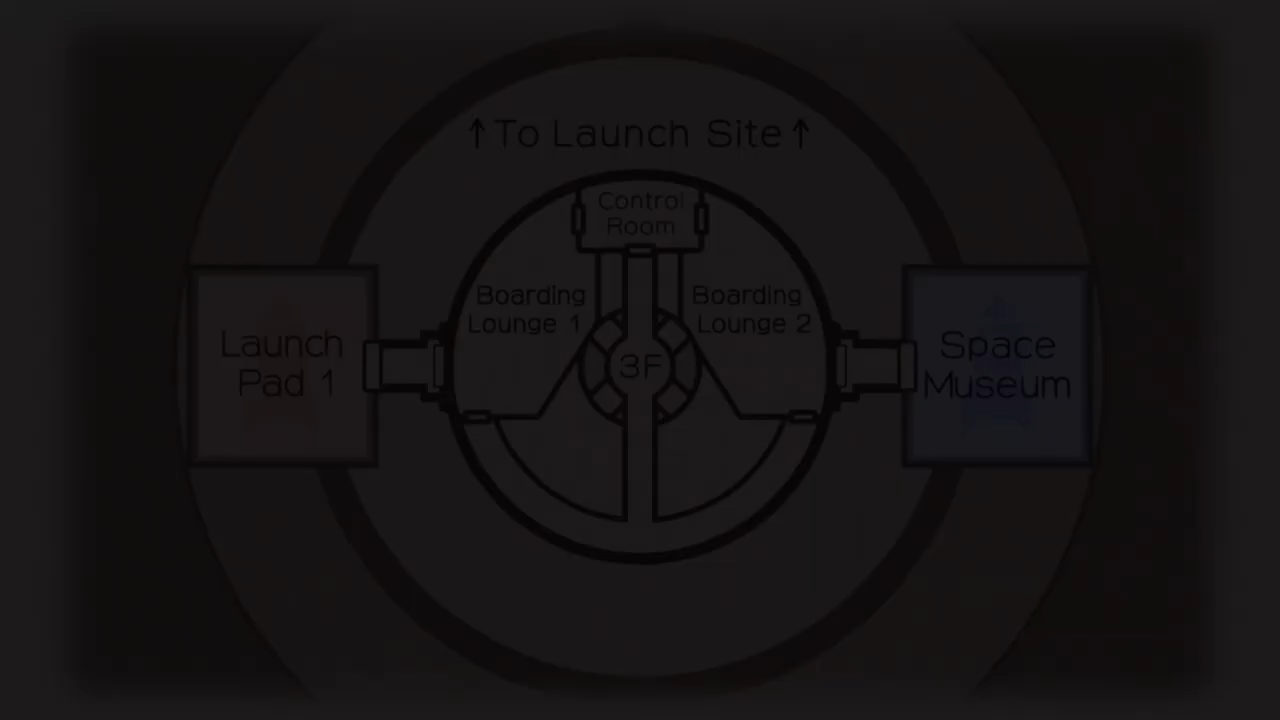 ↑To Launch Site↑
Control
Room
Boarding
Lounge 1
Boarding
Lounge 2
3F
Launch
Pad 1
Space
Museum